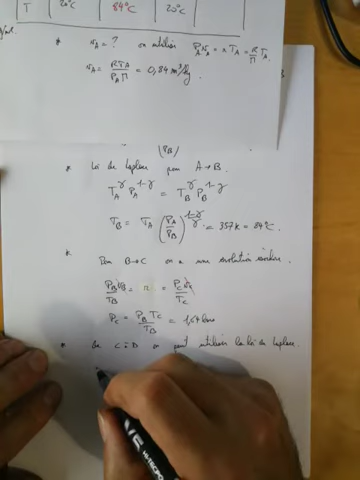 T 20°C 84°C 20°C
* v_A = ? on utilise P_A v_A = r T_A = R/M T_A
v_A = R T_A / P_A M = 0,84 m³/kg
(P_B)
* Loi de Laplace pour A → B.
T_A^γ P_A^1-γ = T_B^γ P_B^1-γ
T_B = T_A (P_A/P_B)^1-γ/γ = 357 K = 84°C.
* Pour B→C on a une évolution isochore.
P_B v_B / T_B = r = P_C v_C / T_C
P_C = P_B T_C / T_B = 1,64 bars
* de C à D on peut utiliser la loi de Laplace.